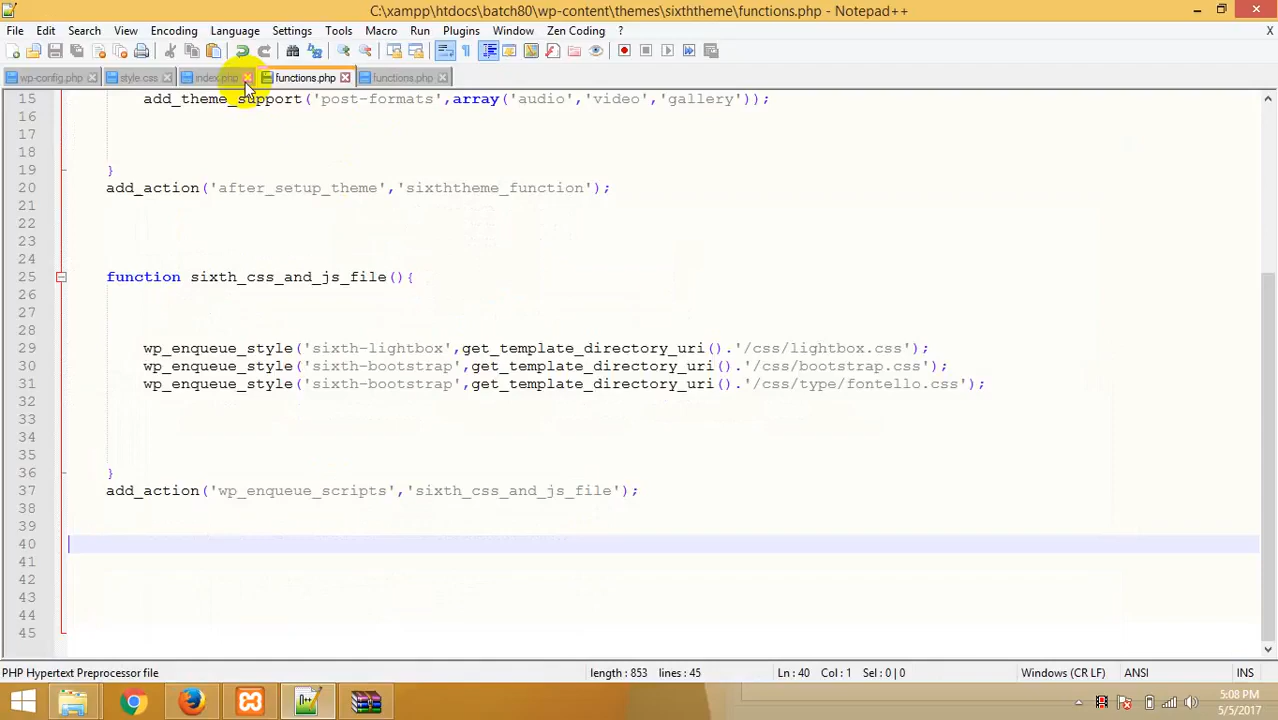 C:\xampp\htdocs\batch80\wp-content\themes\sixththeme\functions.php - Notepad++
File Edit Search View Encoding Language Settings Tools Macro Run Plugins Window Zen Coding ?
wp-config.php style.css index.php functions.php functions.php
15 add_theme_support('post-formats',array('audio','video','gallery'));
16
17
18
19 }
20 add_action('after_setup_theme','sixththeme_function');
21
22
23
24
25 function sixth_css_and_js_file(){
26
27
28
29 wp_enqueue_style('sixth-lightbox',get_template_directory_uri().'/css/lightbox.css');
30 wp_enqueue_style('sixth-bootstrap',get_template_directory_uri().'/css/bootstrap.css');
31 wp_enqueue_style('sixth-bootstrap',get_template_directory_uri().'/css/type/fontello.css');
32
33
34
35
36 }
37 add_action('wp_enqueue_scripts','sixth_css_and_js_file');
38
39
40
41
42
43
44
45
PHP Hypertext Preprocessor file length : 853 lines : 45 Ln : 40 Col : 1 Sel : 0 | 0 Windows (CR LF) ANSI INS
5:08 PM
5/5/2017